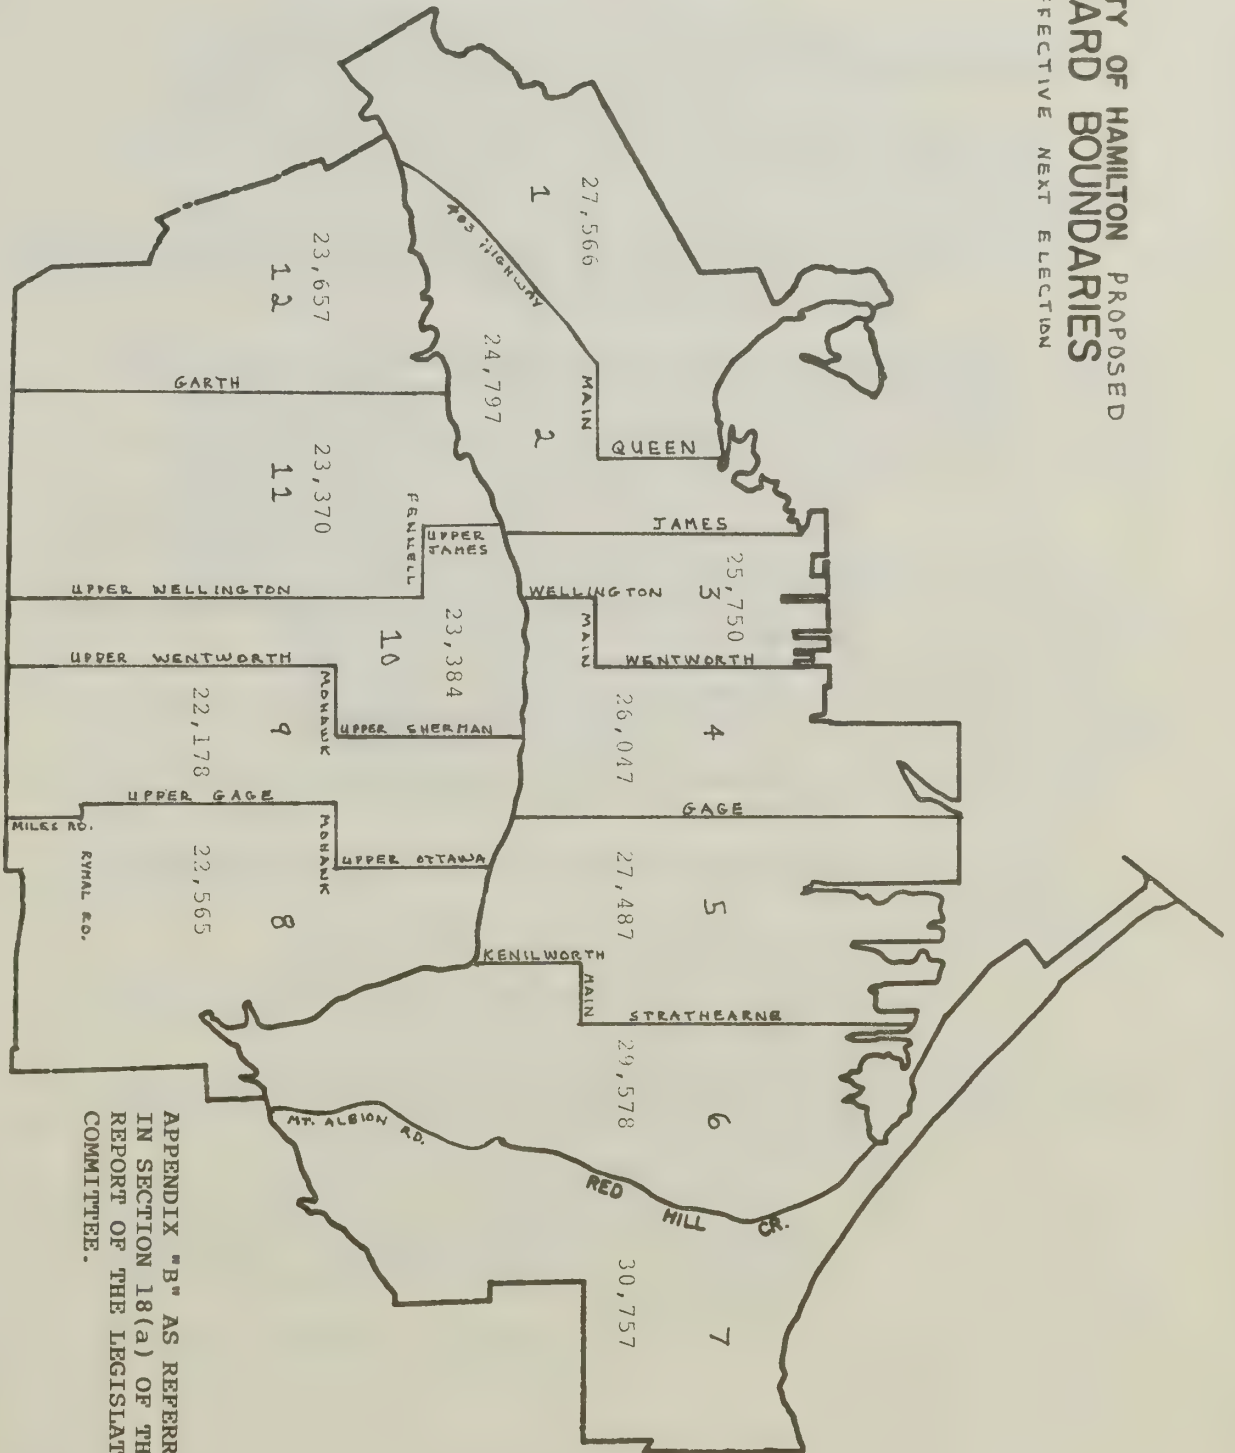 TY OF HAMILTON PROPOSED
ARD BOUNDARIES
FFECTIVE NEXT ELECTION
27,566
1
403 HIGHWAY
24,797
2
MAIN
QUEEN
JAMES
25,750
3
WELLINGTON
MAIN
WENTWORTH
26,047
4
GAGE
27,487
5
KENILWORTH
MAIN
STRATHEARNE
29,578
6
MT. ALBION RD.
RED
HILL
CR.
30,757
7
23,657
12
GARTH
23,370
11
FENNELL
UPPER
JAMES
UPPER WELLINGTON
23,384
10
UPPER WENTWORTH
MOHAWK
UPPER SHERMAN
9
22,178
UPPER GAGE
MOHAWK
UPPER OTTAWA
MILES RD.
RYMAL RD.
22,565
8
APPENDIX "B" AS REFERR
IN SECTION 18(a) OF TH
REPORT OF THE LEGISLAT
COMMITTEE.